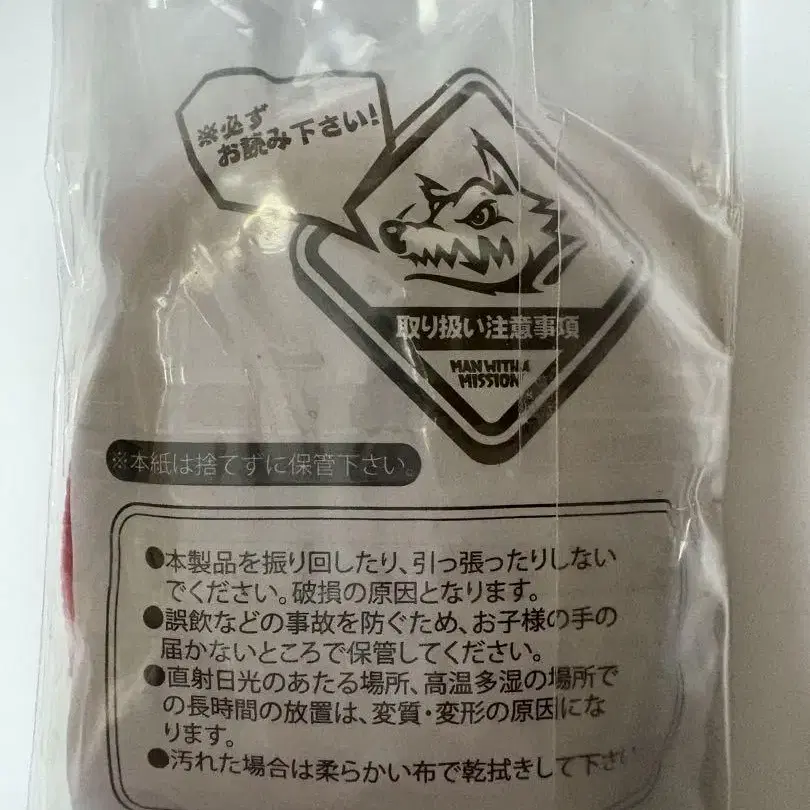 ※必ず
お読み下さい!
取り扱い注意事項
MAN WITH A
MISSION
※本紙は捨てずに保管下さい。
●本製品を振り回したり、引っ張ったりしない
でください。破損の原因となります。
●誤飲などの事故を防ぐため、お子様の手の
届かないところで保管してください。
●直射日光のあたる場所、高温多湿の場所で
の長時間の放置は、変質・変形の原因にな
ります。
●汚れた場合は柔らかい布で乾拭きして下さい